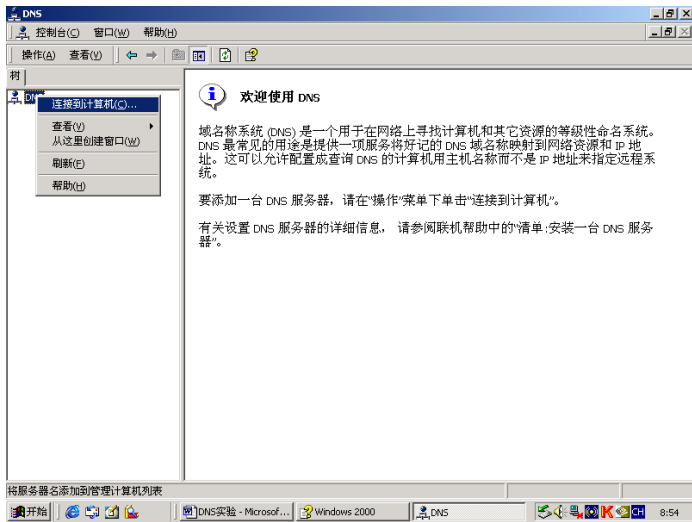 DNS
控制台(C) 窗口(W) 帮助(H)
操作(A) 查看(V)
树
连接到计算机(C)...
查看(V)
从这里创建窗口(W)
刷新(F)
帮助(H)
欢迎使用 DNS
域名称系统 (DNS) 是一个用于在网络上寻找计算机和其它资源的等级性命名系统。
DNS 最常见的用途是提供一项服务将好记的 DNS 域名称映射到网络资源和 IP 地
址。这可以允许配置成查询 DNS 的计算机用主机名称而不是 IP 地址来指定远程系
统。
要添加一台 DNS 服务器，请在“操作”菜单下单击“连接到计算机”。
有关设置 DNS 服务器的详细信息， 请参阅联机帮助中的“清单:安装一台 DNS 服务
器”。
将服务器名添加到管理计算机列表
开始 DNS实验 - Microsof... Windows 2000 DNS CH 8:54